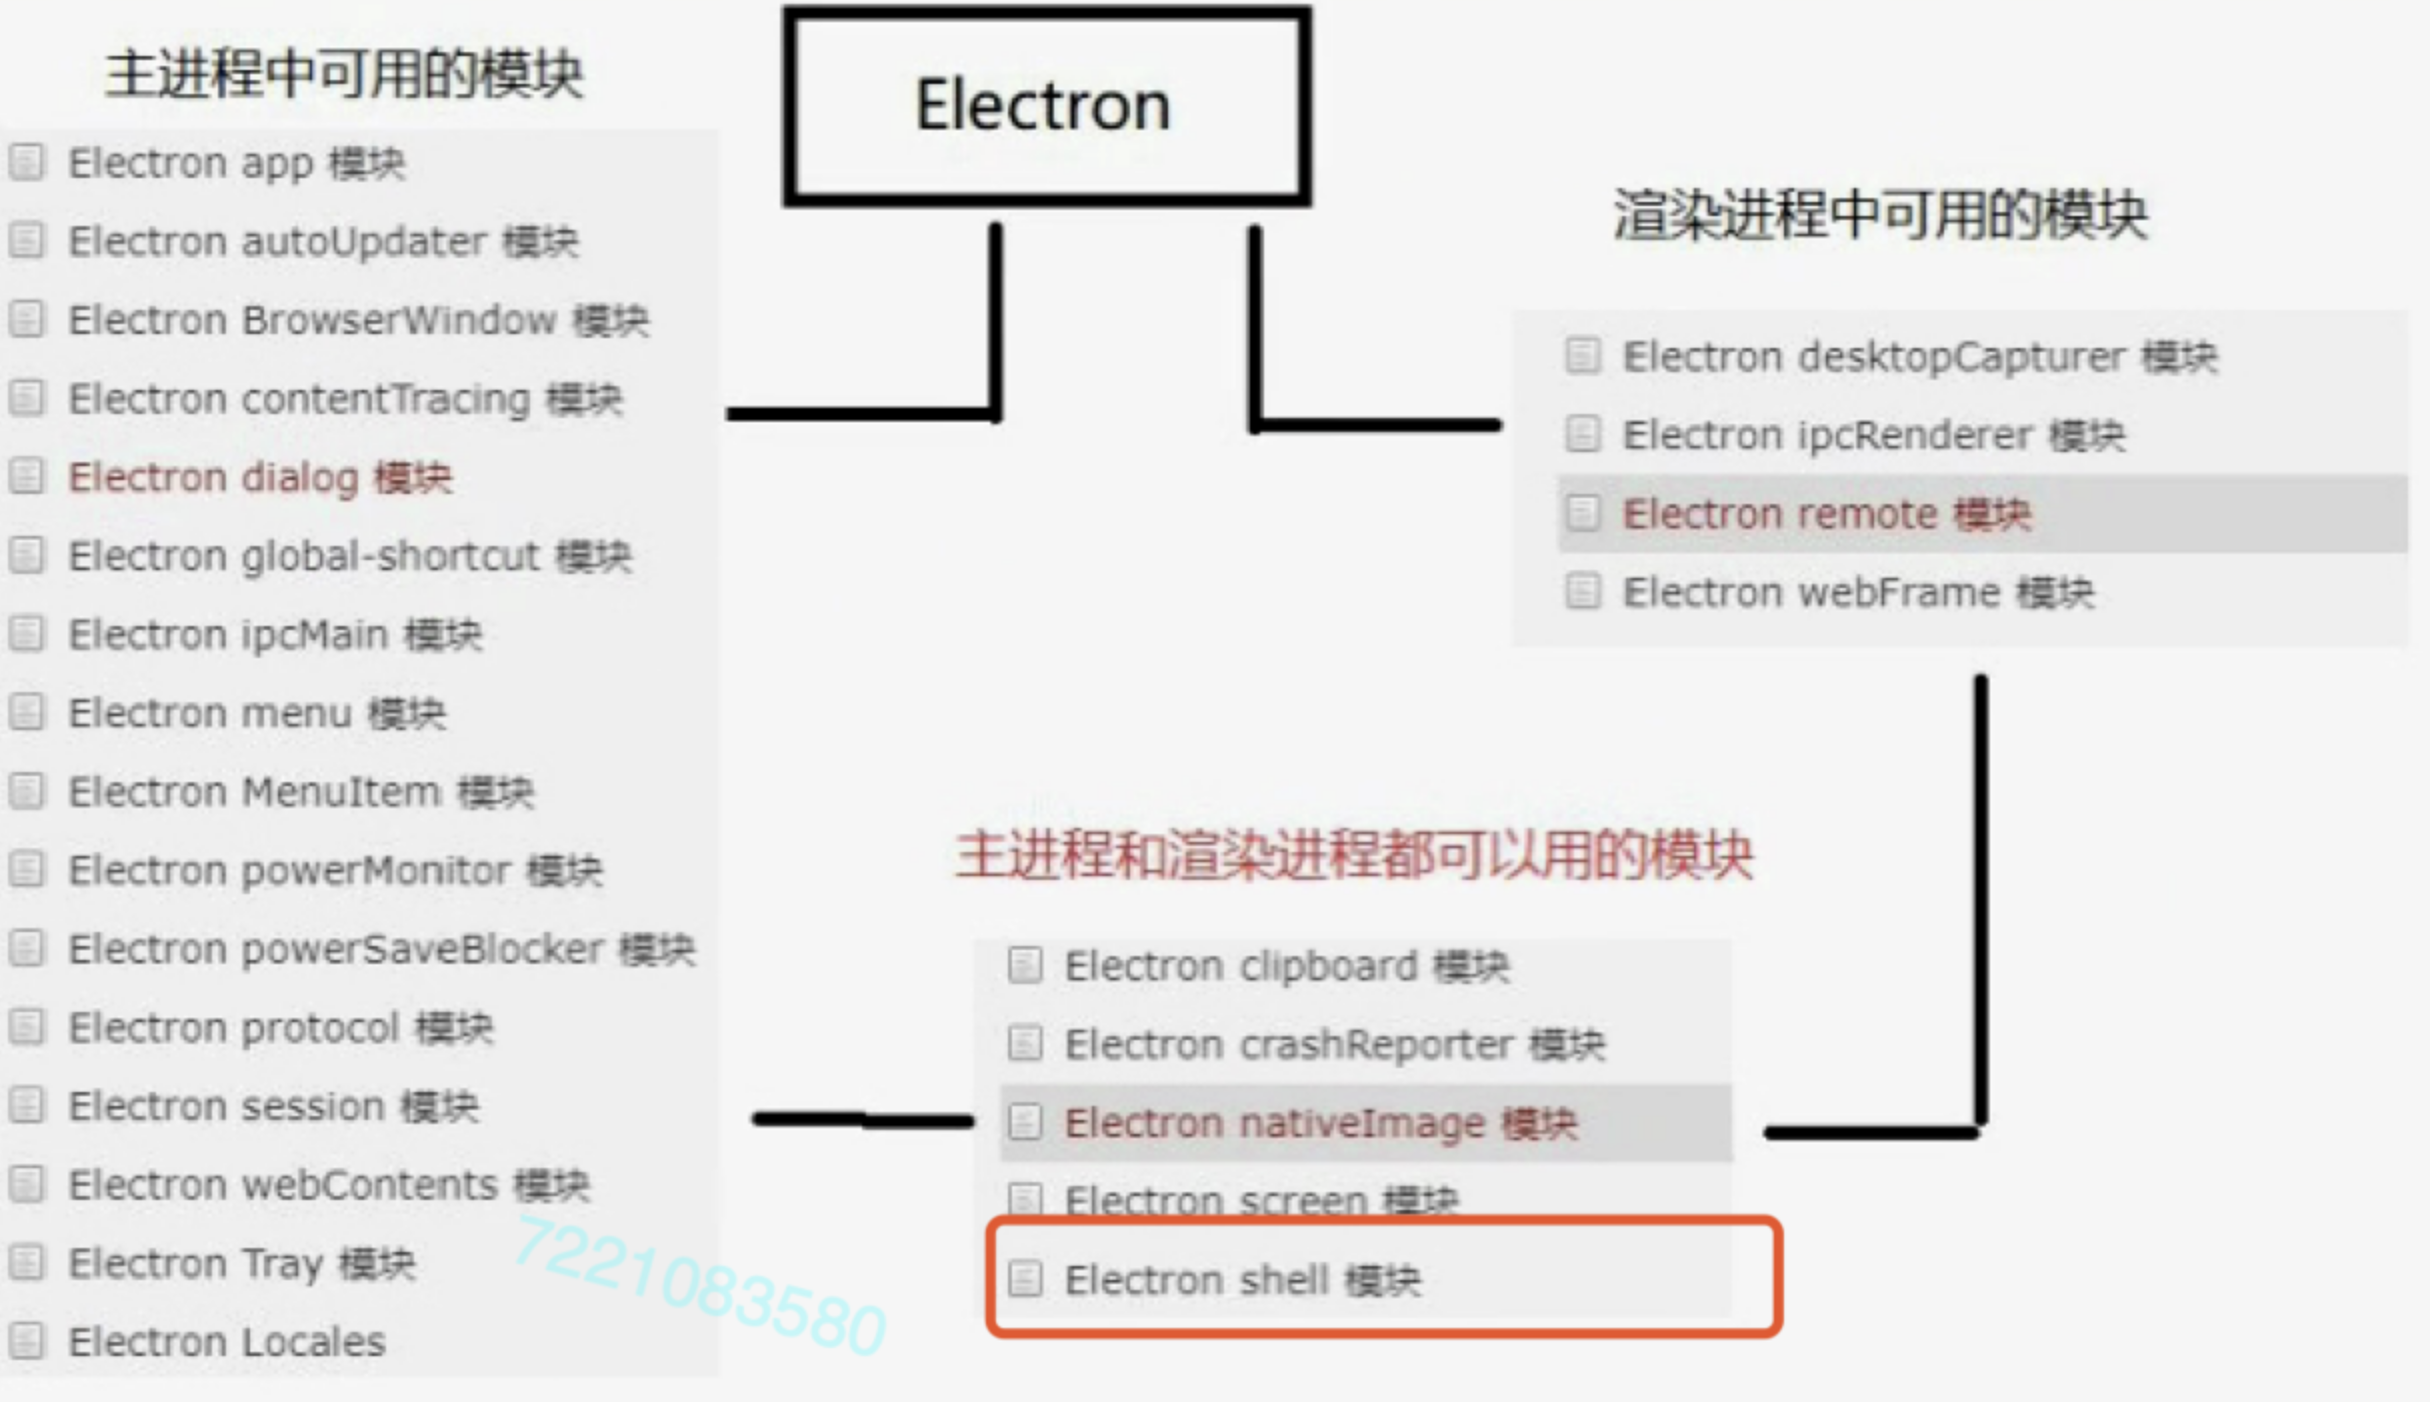 Electron
主进程中可用的模块
Electron app 模块
Electron autoUpdater 模块
Electron BrowserWindow 模块
Electron contentTracing 模块
Electron dialog 模块
Electron global-shortcut 模块
Electron ipcMain 模块
Electron menu 模块
Electron MenuItem 模块
Electron powerMonitor 模块
Electron powerSaveBlocker 模块
Electron protocol 模块
Electron session 模块
Electron webContents 模块
Electron Tray 模块
Electron Locales
渲染进程中可用的模块
Electron desktopCapturer 模块
Electron ipcRenderer 模块
Electron remote 模块
Electron webFrame 模块
主进程和渲染进程都可以用的模块
Electron clipboard 模块
Electron crashReporter 模块
Electron nativeImage 模块
Electron screen 模块
Electron shell 模块
7221083580